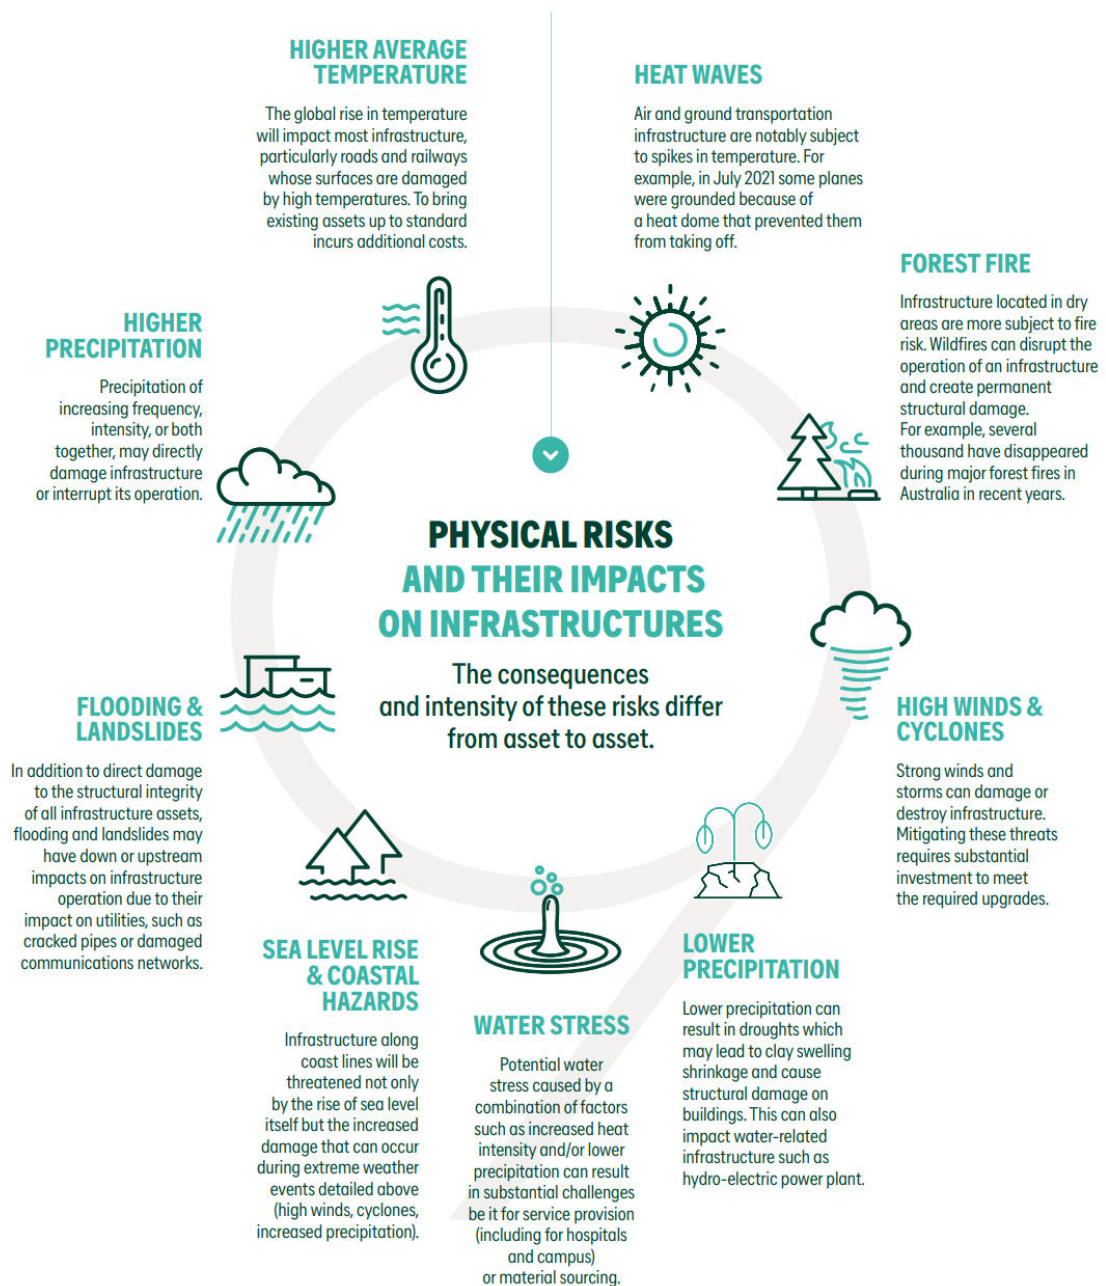 HIGHER AVERAGE
TEMPERATURE
The global rise in temperature
will impact most infrastructure,
particularly roads and railways
whose surfaces are damaged
by high temperatures. To bring
existing assets up to standard
incurs additional costs.
HEAT WAVES
Air and ground transportation
infrastructure are notably subject
to spikes in temperature. For
example, in July 2021 some planes
were grounded because of
a heat dome that prevented them
from taking off.
FOREST FIRE
Infrastructure located in dry
areas are more subject to fire
risk. Wildfires can disrupt the
operation of an infrastructure
and create permanent
structural damage.
For example, several
thousand have disappeared
during major forest fires in
Australia in recent years.
HIGHER
PRECIPITATION
Precipitation of
increasing frequency,
intensity, or both
together, may directly
damage infrastructure
or interrupt its operation.
PHYSICAL RISKS
AND THEIR IMPACTS
ON INFRASTRUCTURES
The consequences
and intensity of these risks differ
from asset to asset.
FLOODING &
LANDSLIDES
In addition to direct damage
to the structural integrity
of all infrastructure assets,
flooding and landslides may
have down or upstream
impacts on infrastructure
operation due to their
impact on utilities, such as
cracked pipes or damaged
communications networks.
HIGH WINDS &
CYCLONES
Strong winds and
storms can damage or
destroy infrastructure.
Mitigating these threats
requires substantial
investment to meet
the required upgrades.
SEA LEVEL RISE
& COASTAL
HAZARDS
Infrastructure along
coast lines will be
threatened not only
by the rise of sea level
itself but the increased
damage that can occur
during extreme weather
events detailed above
(high winds, cyclones,
increased precipitation).
WATER STRESS
Potential water
stress caused by a
combination of factors
such as increased heat
intensity and/or lower
precipitation can result
in substantial challenges
be it for service provision
(including for hospitals
and campus)
or material sourcing.
LOWER
PRECIPITATION
Lower precipitation can
result in droughts which
may lead to clay swelling
shrinkage and cause
structural damage on
buildings. This can also
impact water-related
infrastructure such as
hydro-electric power plant.